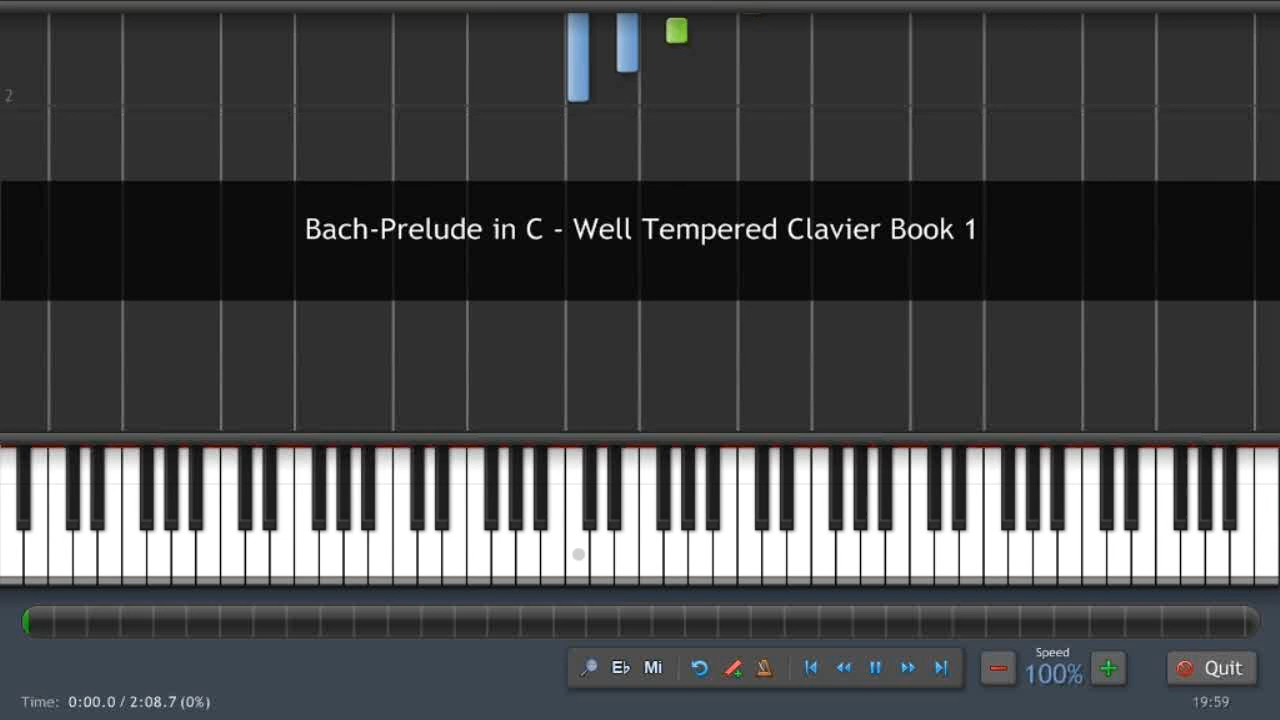 2
Bach-Prelude in C - Well Tempered Clavier Book 1
E♭ Mi
Speed
100%
Quit
Time: 0:00.0 / 2:08.7 (0%)
19:59